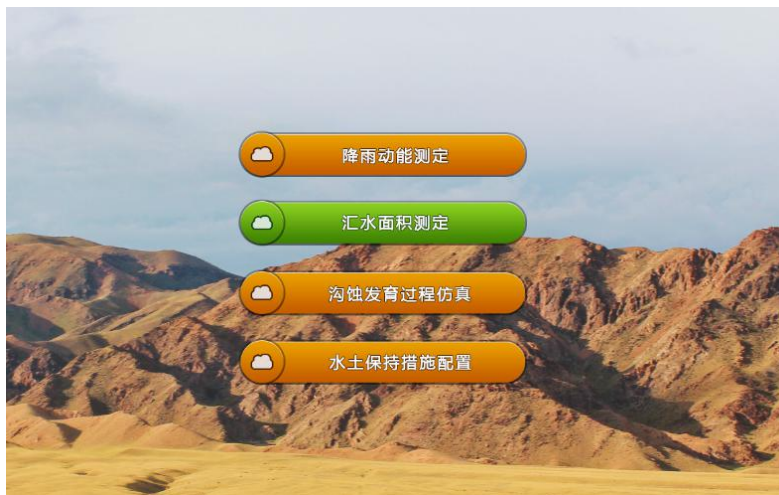 降雨动能测定
汇水面积测定
沟蚀发育过程仿真
水土保持措施配置